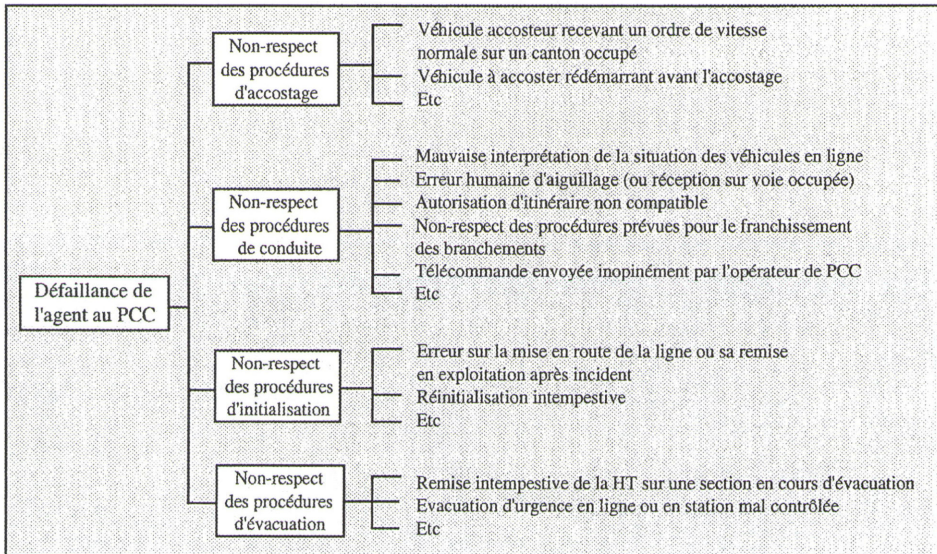 Défaillance de
l'agent au PCC
Non-respect
des procédures
d'accostage
Véhicule accosteur recevant un ordre de vitesse
normale sur un canton occupé
Véhicule à accoster rédémarrant avant l'accostage
Etc
Non-respect
des procédures
de conduite
Mauvaise interprétation de la situation des véhicules en ligne
Erreur humaine d'aiguillage (ou réception sur voie occupée)
Autorisation d'itinéraire non compatible
Non-respect des procédures prévues pour le franchissement
des branchements
Télécommande envoyée inopinément par l'opérateur de PCC
Etc
Non-respect
des procédures
d'initialisation
Erreur sur la mise en route de la ligne ou sa remise
en exploitation après incident
Réinitialisation intempestive
Etc
Non-respect
des procédures
d'évacuation
Remise intempestive de la HT sur une section en cours d'évacuation
Evacuation d'urgence en ligne ou en station mal contrôlée
Etc